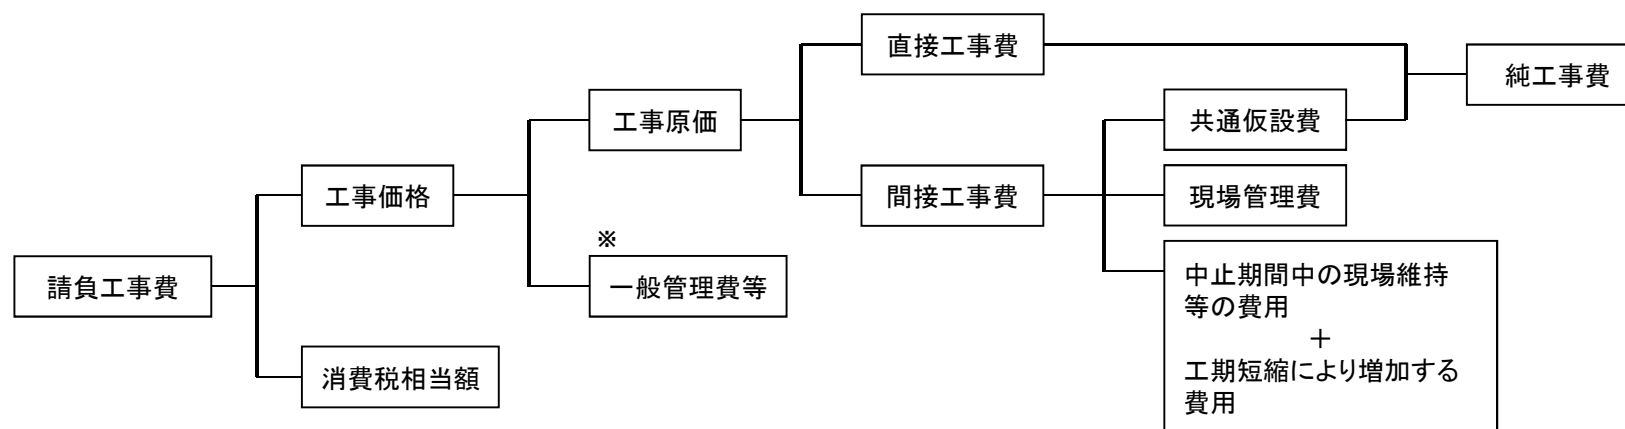 直接工事費
純工事費
工事原価
共通仮設費
工事価格
間接工事費
現場管理費
※
一般管理費等
請負工事費
中止期間中の現場維持
等の費用
+
工期短縮により増加する
費用
消費税相当額